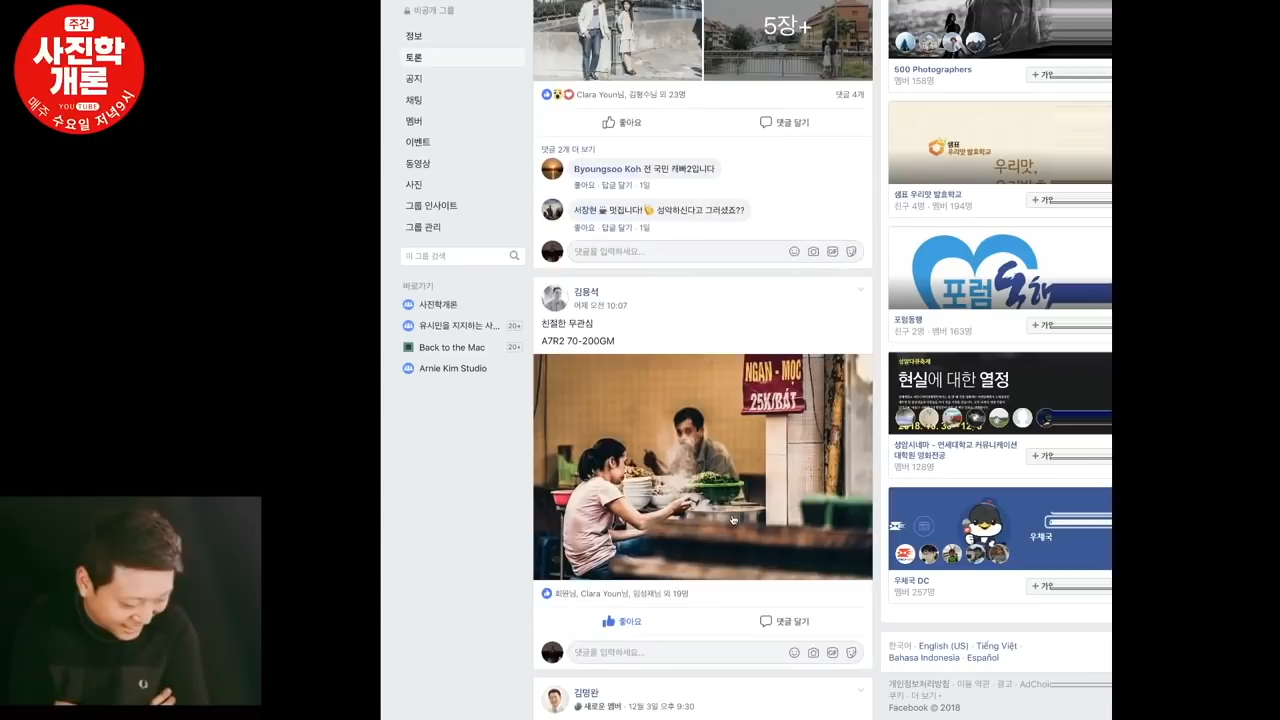 주간
사진학
개론
YOU TUBE
매주 수요일 저녁 9시
비공개 그룹
정보
토론
공지
채팅
멤버
이벤트
동영상
사진
그룹 인사이트
그룹 관리
이 그룹 검색
바로가기
사진학개론
유시민을 지지하는 사... 20+
Back to the Mac 20+
Arnie Kim Studio
5장+
Clara Youn님, 김형수님 외 23명
댓글 4개
좋아요
댓글 달기
댓글 2개 더 보기
Byoungsoo Koh 전 국민 캐빠2입니다
좋아요 · 답글 달기 · 1일
서장현 멋집니다! 성악하신다고 그러셨죠??
좋아요 · 답글 달기 · 1일
댓글을 입력하세요...
GIF
김용석
어제 오전 10:07
친절한 무관심
A7R2 70-200GM
NGAN - MỌC
25K/BÁT
회원님, Clara Youn님, 임성재님 외 19명
좋아요
댓글 달기
댓글을 입력하세요...
GIF
김명완
새로운 멤버 · 12월 3일 오후 9:30
500 Photographers
멤버 158명
+ 가입
샘표
우리맛 발효학교
우리맛,
샘표 우리맛 발효학교
친구 4명 · 멤버 194명
+ 가입
포럼동행
포럼동행
친구 2명 · 멤버 163명
+ 가입
성암다큐축제
현실에 대한 열정
성암시네마 - 연세대학교 커뮤니케이션
대학원 영화전공
멤버 128명
+ 가입
우체국
우체국 DC
멤버 257명
+ 가입
한국어 · English (US) · Tiếng Việt ·
Bahasa Indonesia · Español
개인정보처리방침 · 이용 약관 · 광고 · AdChoi
쿠키 · 더 보기
Facebook © 2018